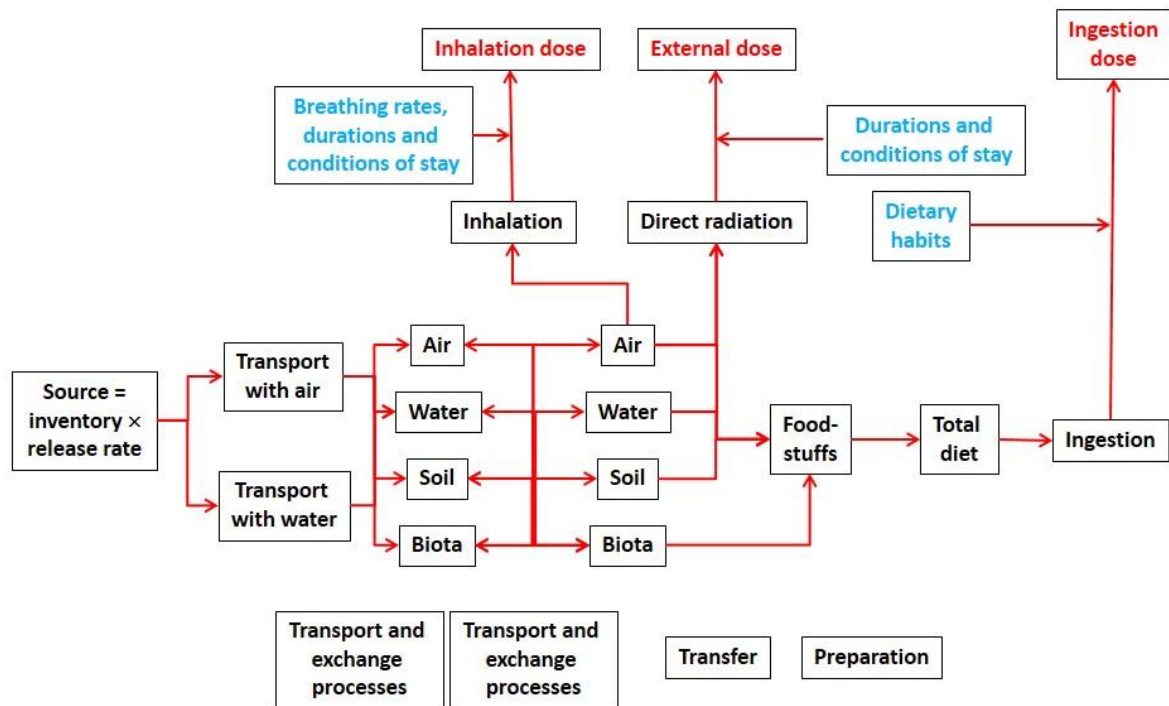 Inhalation dose
External dose
Ingestion
dose
Breathing rates,
durations and
conditions of stay
Durations and
conditions of stay
Inhalation
Direct radiation
Dietary
habits
Source =
inventory ×
release rate
Transport
with air
Transport
with water
Air
Water
Soil
Biota
Air
Water
Soil
Biota
Food-
stuffs
Total
diet
Ingestion
Transport and
exchange
processes
Transport and
exchange
processes
Transfer
Preparation